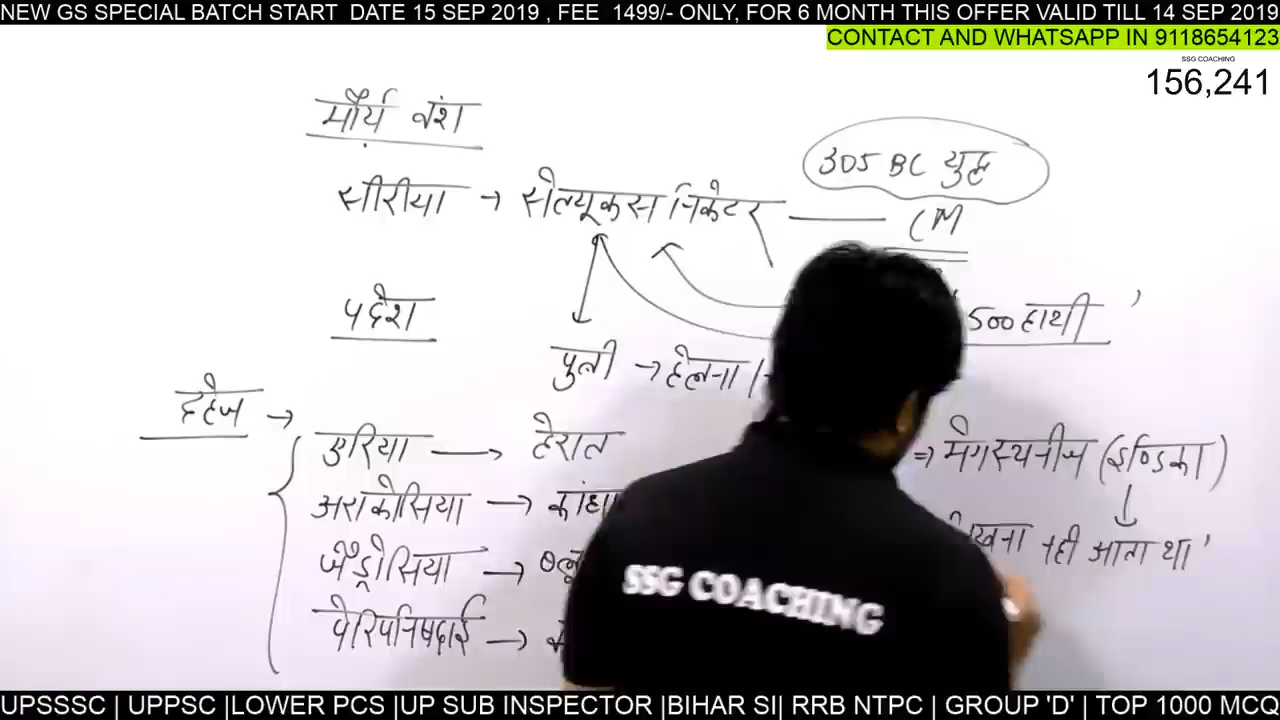 NEW GS SPECIAL BATCH START DATE 15 SEP 2019 , FEE 1499/- ONLY, FOR 6 MONTH THIS OFFER VALID TILL 14 SEP 2019
CONTACT AND WHATSAPP IN 9118654123
SSG COACHING
156,241
मौर्य वंश
305 BC युद्ध
सीरीया → सेल्यूकस निकेटर — CM
500 हाथी
प्रदेश
पुत्री → हेलना /
दहेज →
एरिया → हेरात
⇒ मेगस्थनीज (इण्डिका)
अराकोसिया →
नही आता था'
जेड्रोसिया →
पेरिपनिषदाई →
SSG COACHING
UPSSSC | UPPSC |LOWER PCS |UP SUB INSPECTOR |BIHAR SI| RRB NTPC | GROUP 'D' | TOP 1000 MCQ